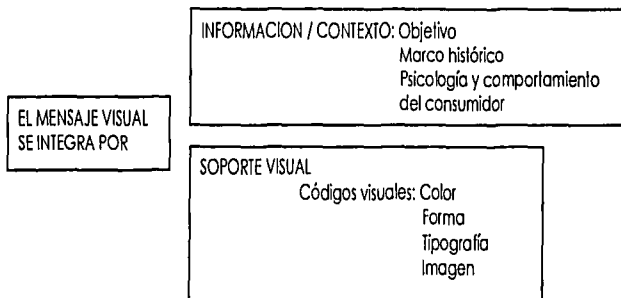 INFORMACION / CONTEXTO: Objetivo
Marco histórico
Psicología y comportamiento
del consumidor
EL MENSAJE VISUAL
SE INTEGRA POR
SOPORTE VISUAL
Códigos visuales: Color
Forma
Tipografía
Imagen